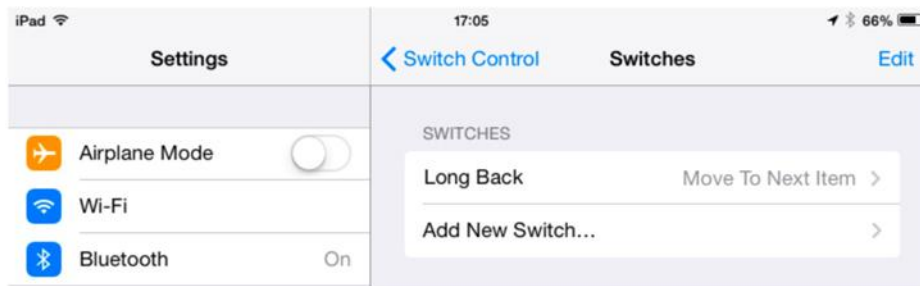 iPad 17:05 66%
Settings
Switch Control Switches Edit
Airplane Mode
Wi-Fi
Bluetooth On
SWITCHES
Long Back Move To Next Item
Add New Switch...